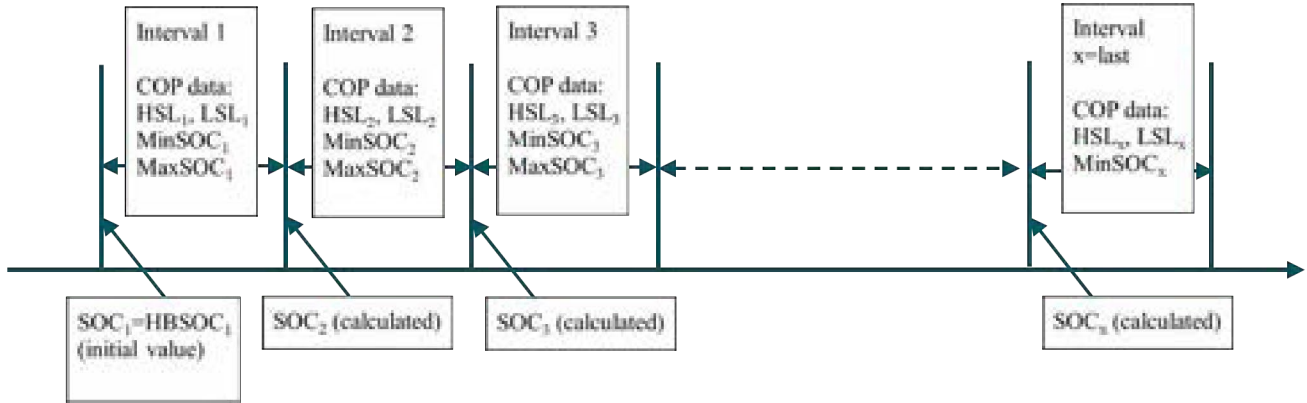 Interval 1
COP data:
HSL₁, LSL₁
MinSOC₁
MaxSOC₁
Interval 2
COP data:
HSL₂, LSL₂
MinSOC₂
MaxSOC₂
Interval 3
COP data:
HSL₃, LSL₃
MinSOC₃
MaxSOC₃
Interval
x=last
COP data:
HSLₓ, LSLₓ
MinSOCₓ
SOC₁=HBSOC₁
(initial value)
SOC₂ (calculated)
SOC₃ (calculated)
SOCₓ (calculated)